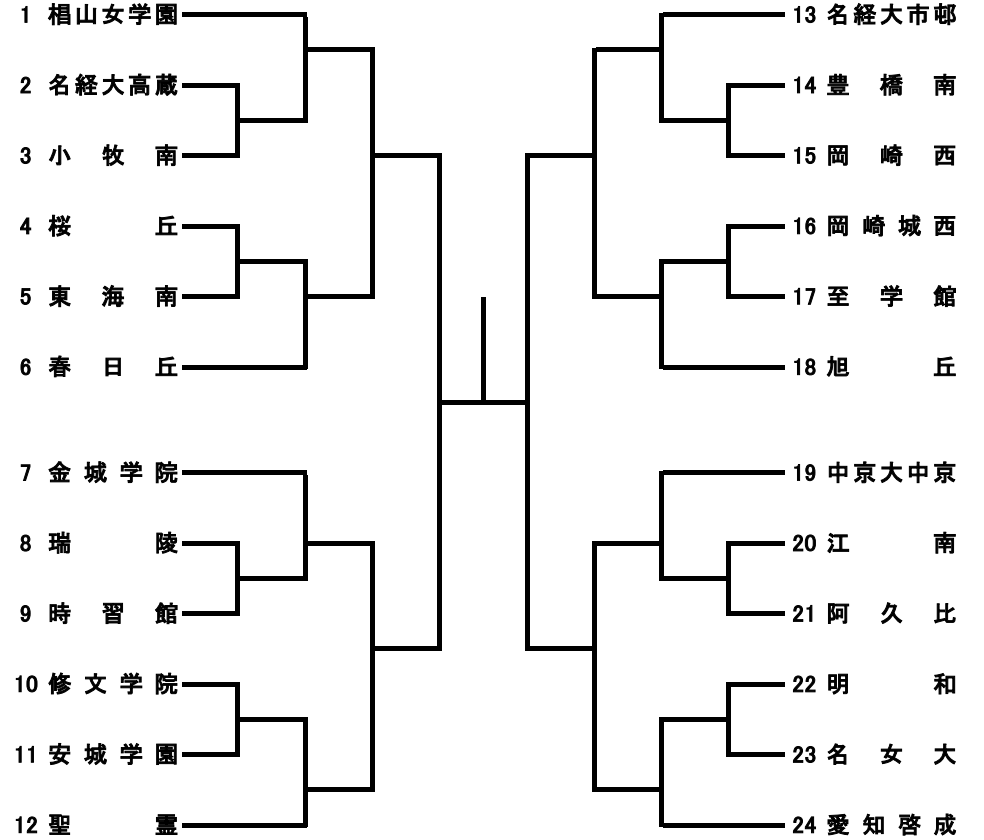 1 椙山女学園
2 名経大高蔵
3 小牧南
4 桜丘
5 東海南
6 春日丘
7 金城学院
8 瑞陵
9 時習館
10 修文学院
11 安城学園
12 聖霊
13 名経大市邨
14 豊橋南
15 岡崎西
16 岡崎城西
17 至学館
18 旭丘
19 中京大中京
20 江南
21 阿久比
22 明和
23 名女大
24 愛知啓成